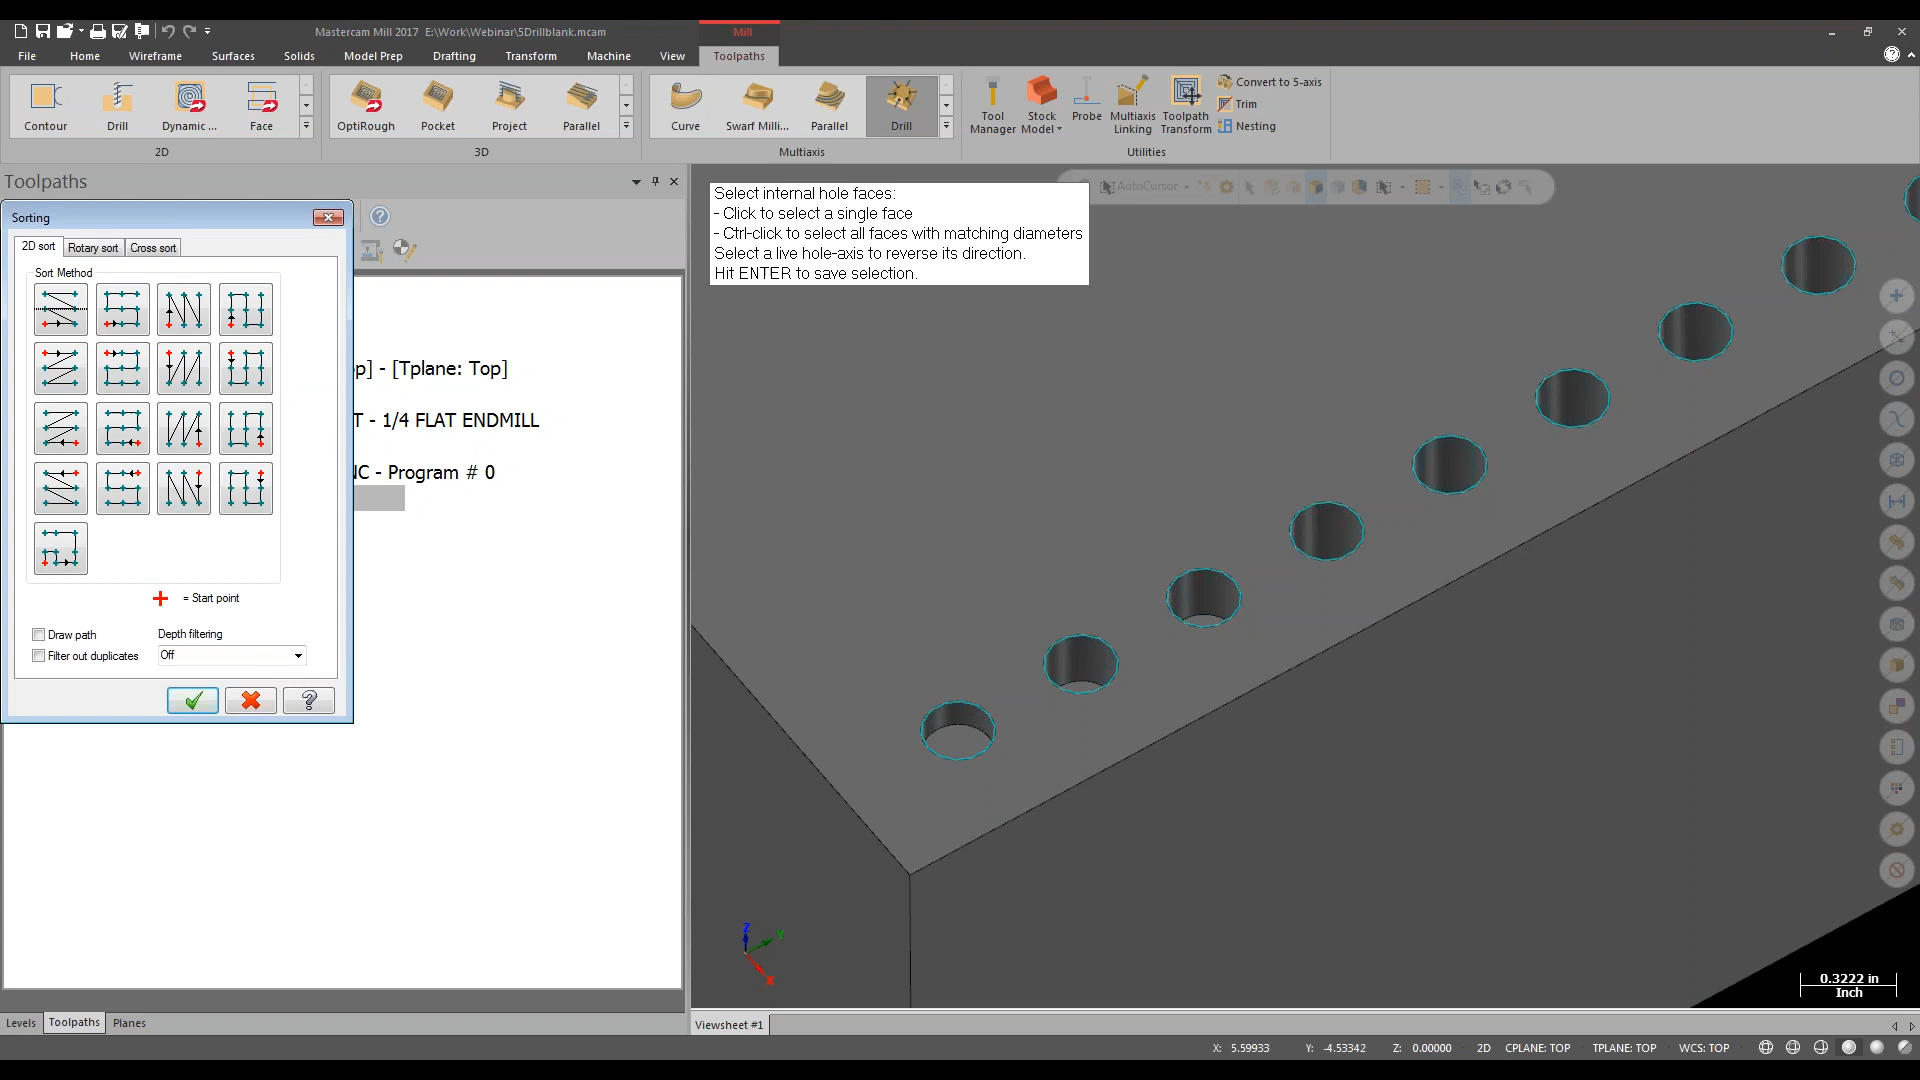 Mastercam Mill 2017  E:\Work\Webinar\5Drillblank.mcam
Mill
File
Home
Wireframe
Surfaces
Solids
Model Prep
Drafting
Transform
Machine
View
Toolpaths
Contour
Drill
Dynamic ...
Face
2D
OptiRough
Pocket
Project
Parallel
3D
Curve
Swarf Milli...
Parallel
Drill
Multiaxis
Tool
Manager
Stock
Model
Probe
Multiaxis
Linking
Toolpath
Transform
Convert to 5-axis
Trim
Nesting
Utilities
Toolpaths
Sorting
2D sort
Rotary sort
Cross sort
Sort Method
= Start point
Draw path
Filter out duplicates
Depth filtering
Off
op] - [Tplane: Top]
T - 1/4 FLAT ENDMILL
NC - Program # 0
AutoCursor
Select internal hole faces:
- Click to select a single face
- Ctrl-click to select all faces with matching diameters
Select a live hole-axis to reverse its direction.
Hit ENTER to save selection.
Z
Y
X
0.3222 in
Inch
Levels
Toolpaths
Planes
Viewsheet #1
X: 5.59933
Y: -4.53342
Z: 0.00000
2D
CPLANE: TOP
TPLANE: TOP
WCS: TOP